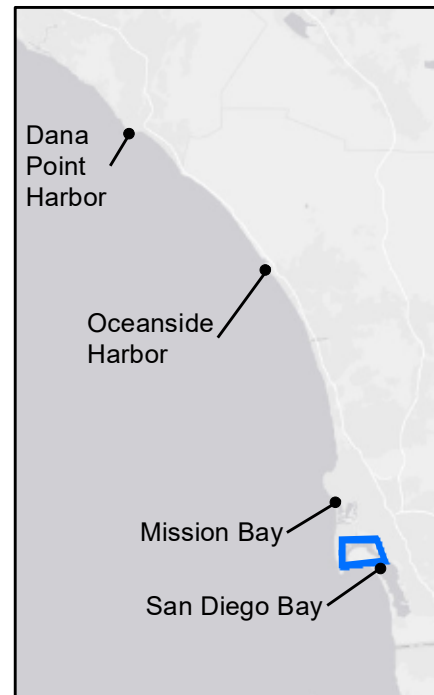 Dana
Point
Harbor
Oceanside
Harbor
Mission Bay
San Diego Bay